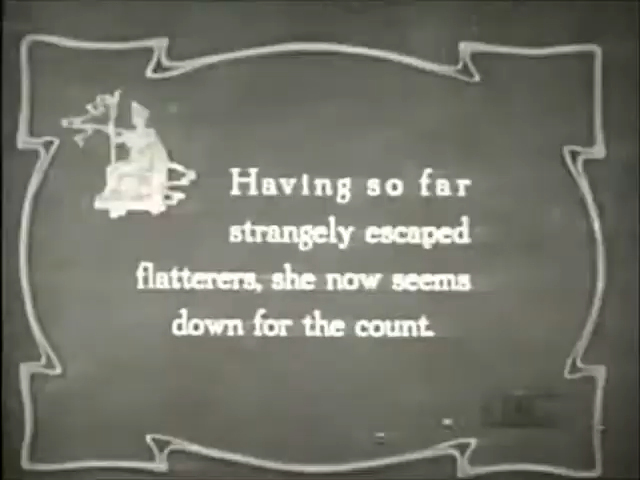 Having so far
strangely escaped
flatterers, she now seems
down for the count.